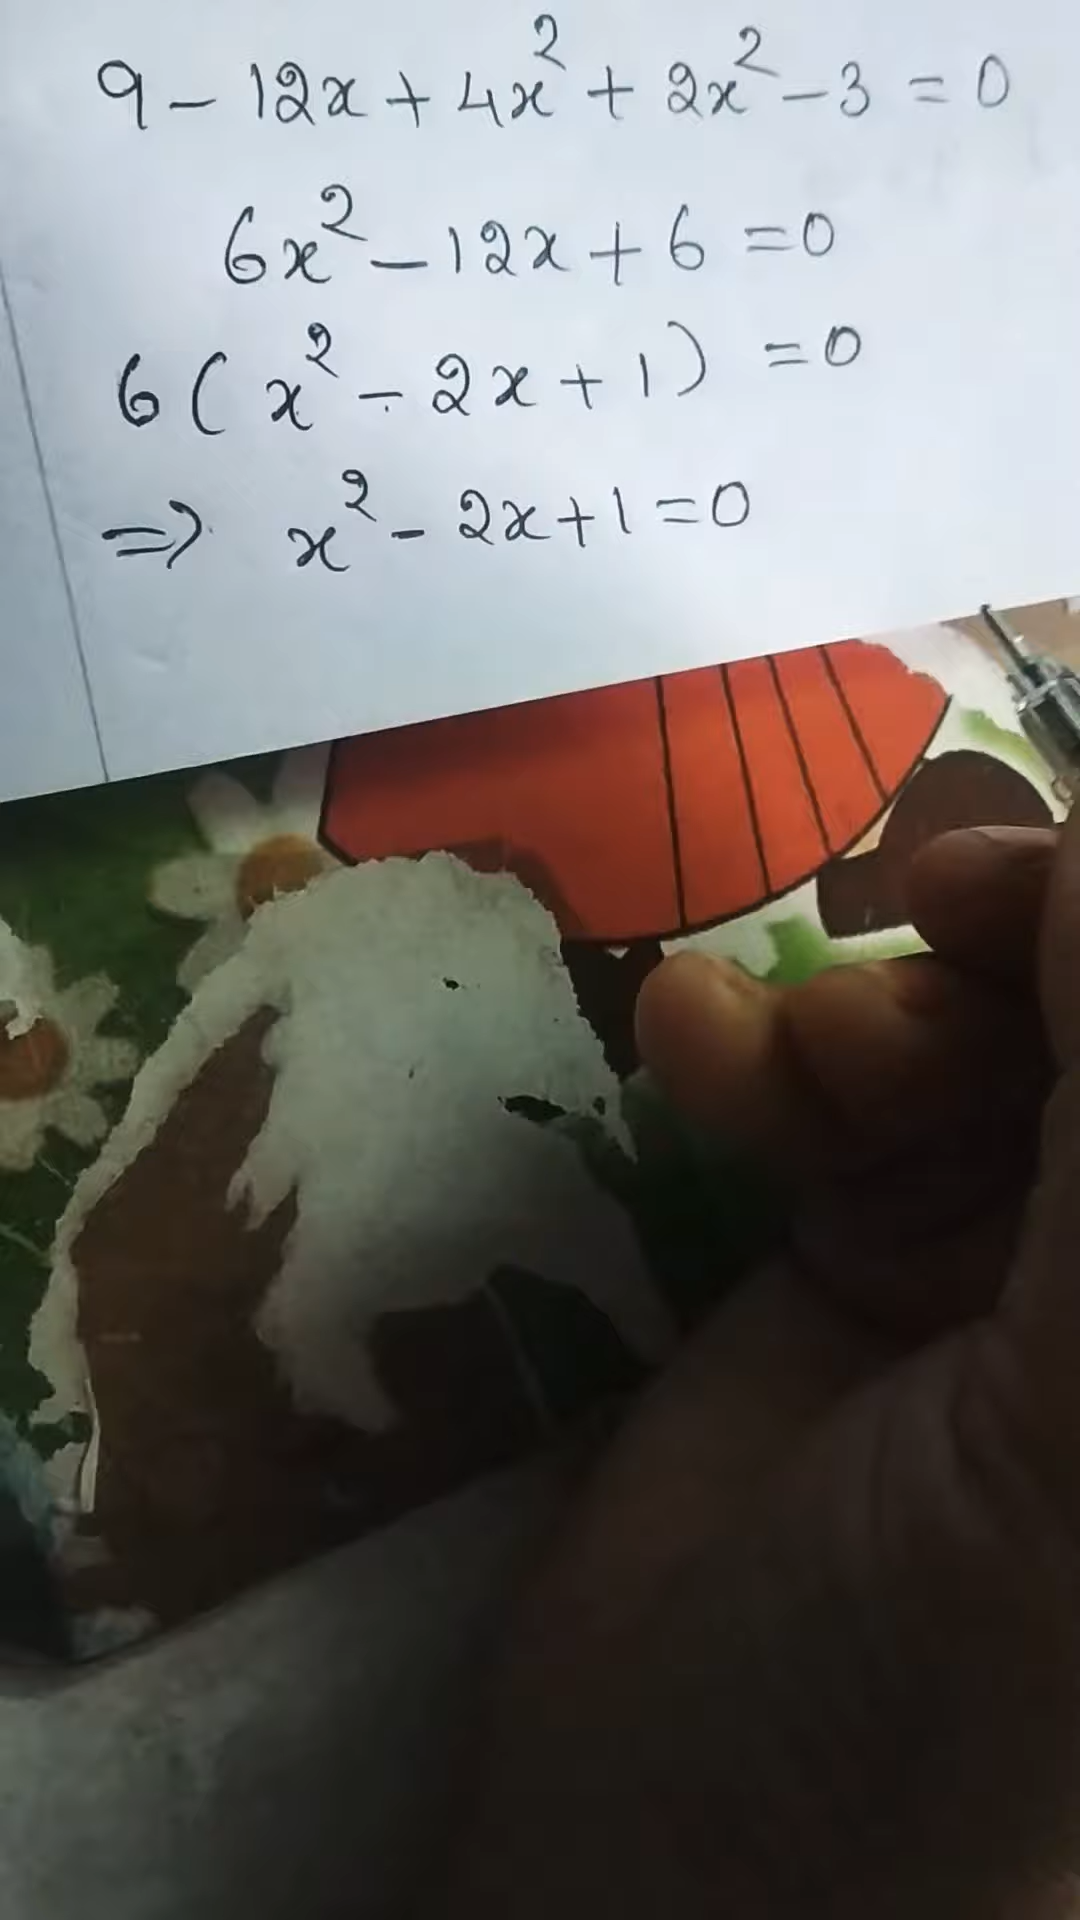 9 - 12x + 4x² + 2x² - 3 = 0
6x² - 12x + 6 = 0
6 ( x² - 2x + 1 ) = 0
⇒ x² - 2x + 1 = 0